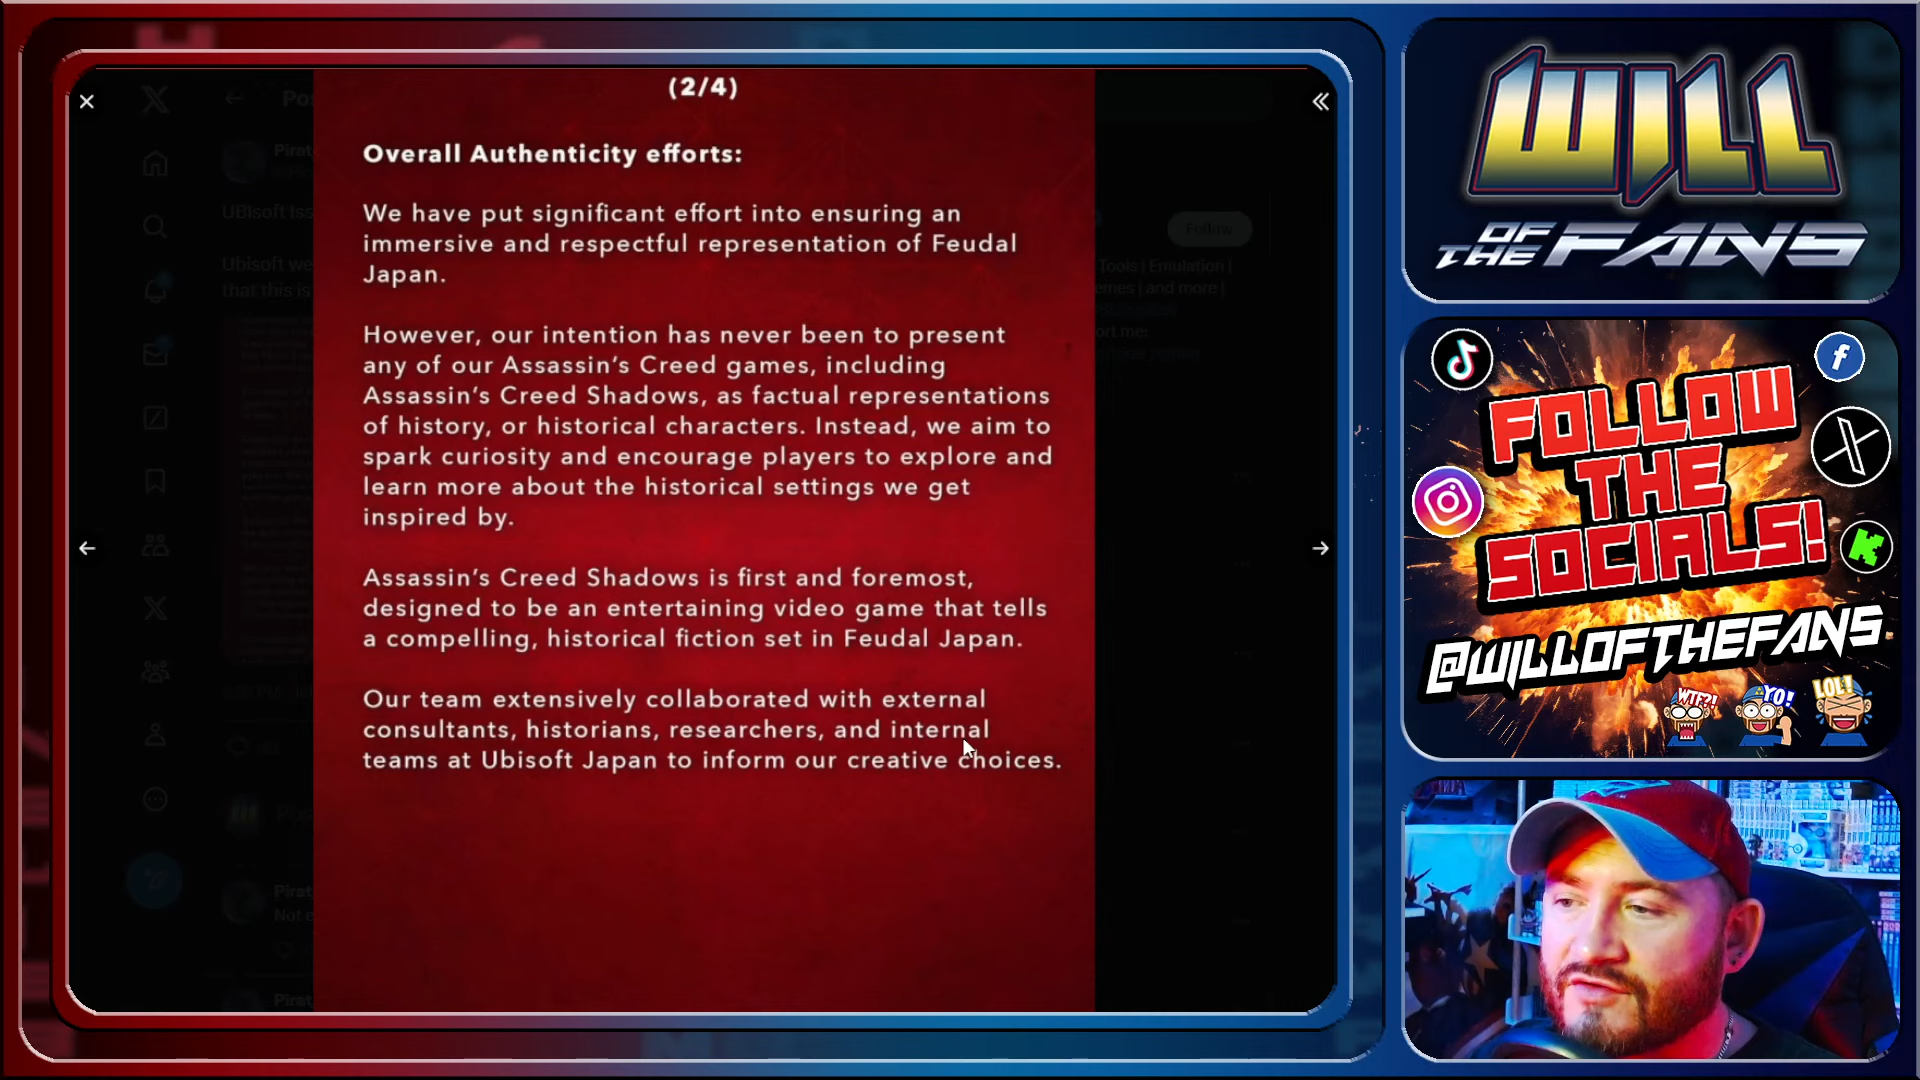 (2/4)
Overall Authenticity efforts:
We have put significant effort into ensuring an
immersive and respectful representation of Feudal
Japan.
However, our intention has never been to present
any of our Assassin's Creed games, including
Assassin's Creed Shadows, as factual representations
of history, or historical characters. Instead, we aim to
spark curiosity and encourage players to explore and
learn more about the historical settings we get
inspired by.
Assassin's Creed Shadows is first and foremost,
designed to be an entertaining video game that tells
a compelling, historical fiction set in Feudal Japan.
Our team extensively collaborated with external
consultants, historians, researchers, and internal
teams at Ubisoft Japan to inform our creative choices.
Follow
Tools | Emulation |
and more |
WILL
OF THE FANS
FOLLOW
THE
SOCIALS!
@WILLOFTHEFANS
WTF?!
YO!
LOL!